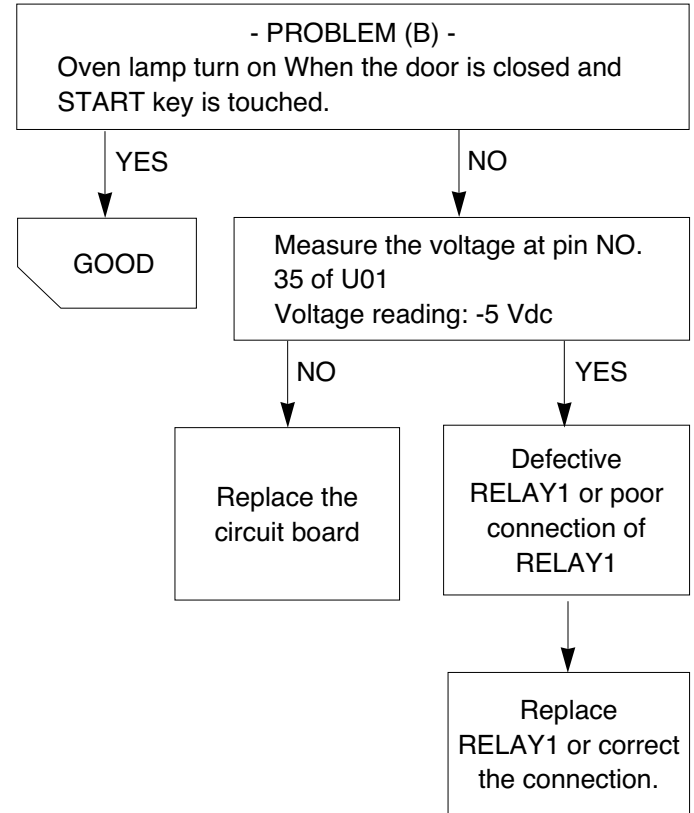 - PROBLEM (B) -
Oven lamp turn on When the door is closed and
START key is touched.
YES
NO
GOOD
Measure the voltage at pin NO.
35 of U01
Voltage reading: -5 Vdc
NO
YES
Replace the
circuit board
Defective
RELAY1 or poor
connection of
RELAY1
Replace
RELAY1 or correct
the connection.